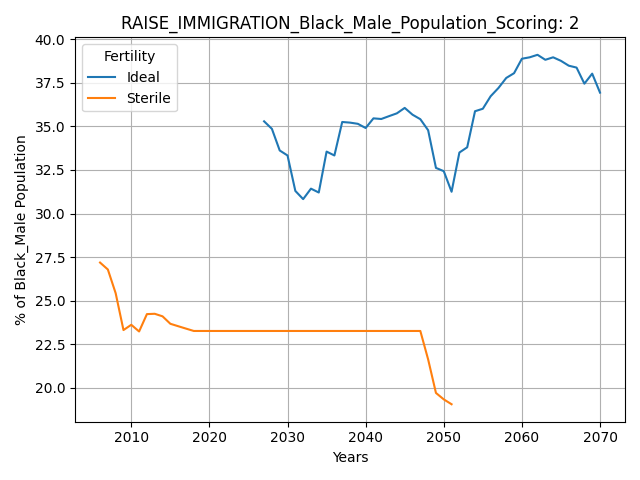 RAISE_IMMIGRATION_Black_Male_Population_Scoring: 2
Fertility
Ideal
Sterile
% of Black_Male Population
40.0
37.5
35.0
32.5
30.0
27.5
25.0
22.5
20.0
2010 2020 2030 2040 2050 2060 2070
Years